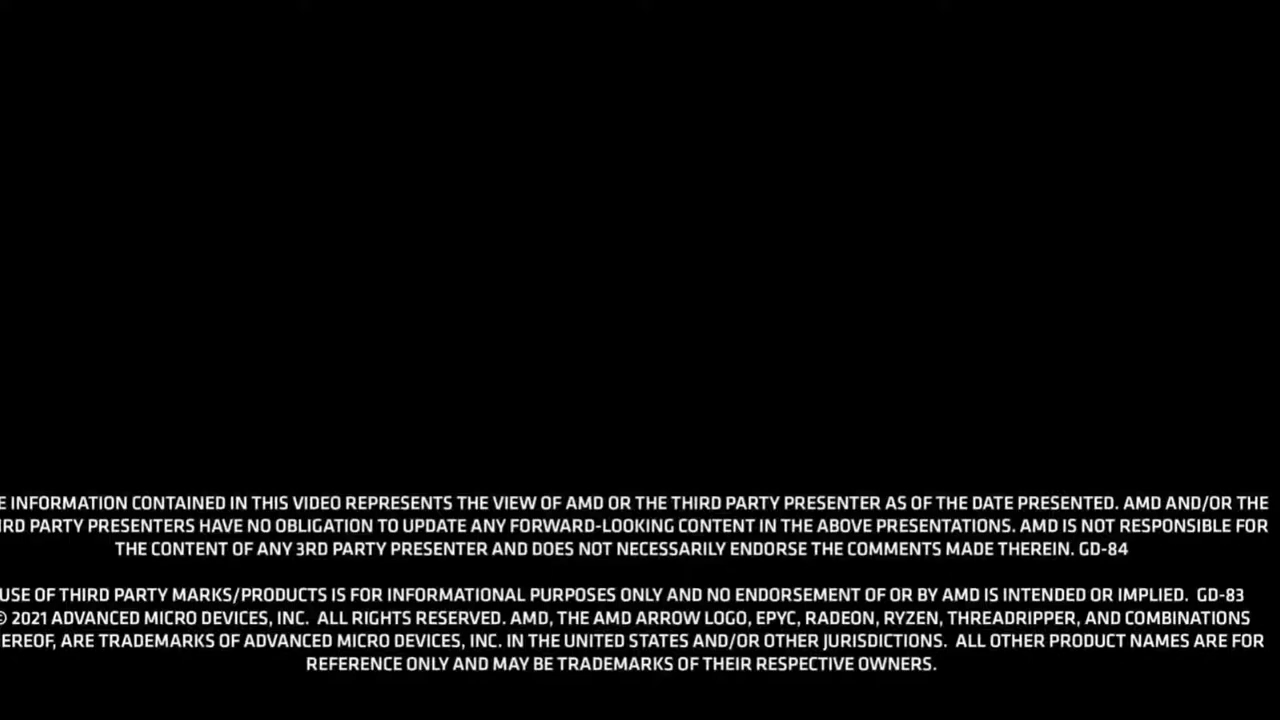 E INFORMATION CONTAINED IN THIS VIDEO REPRESENTS THE VIEW OF AMD OR THE THIRD PARTY PRESENTER AS OF THE DATE PRESENTED. AMD AND/OR THE
IRD PARTY PRESENTERS HAVE NO OBLIGATION TO UPDATE ANY FORWARD-LOOKING CONTENT IN THE ABOVE PRESENTATIONS. AMD IS NOT RESPONSIBLE FOR
THE CONTENT OF ANY 3RD PARTY PRESENTER AND DOES NOT NECESSARILY ENDORSE THE COMMENTS MADE THEREIN. GD-84
USE OF THIRD PARTY MARKS/PRODUCTS IS FOR INFORMATIONAL PURPOSES ONLY AND NO ENDORSEMENT OF OR BY AMD IS INTENDED OR IMPLIED. GD-83
© 2021 ADVANCED MICRO DEVICES, INC. ALL RIGHTS RESERVED. AMD, THE AMD ARROW LOGO, EPYC, RADEON, RYZEN, THREADRIPPER, AND COMBINATIONS
EREOF, ARE TRADEMARKS OF ADVANCED MICRO DEVICES, INC. IN THE UNITED STATES AND/OR OTHER JURISDICTIONS. ALL OTHER PRODUCT NAMES ARE FOR
REFERENCE ONLY AND MAY BE TRADEMARKS OF THEIR RESPECTIVE OWNERS.